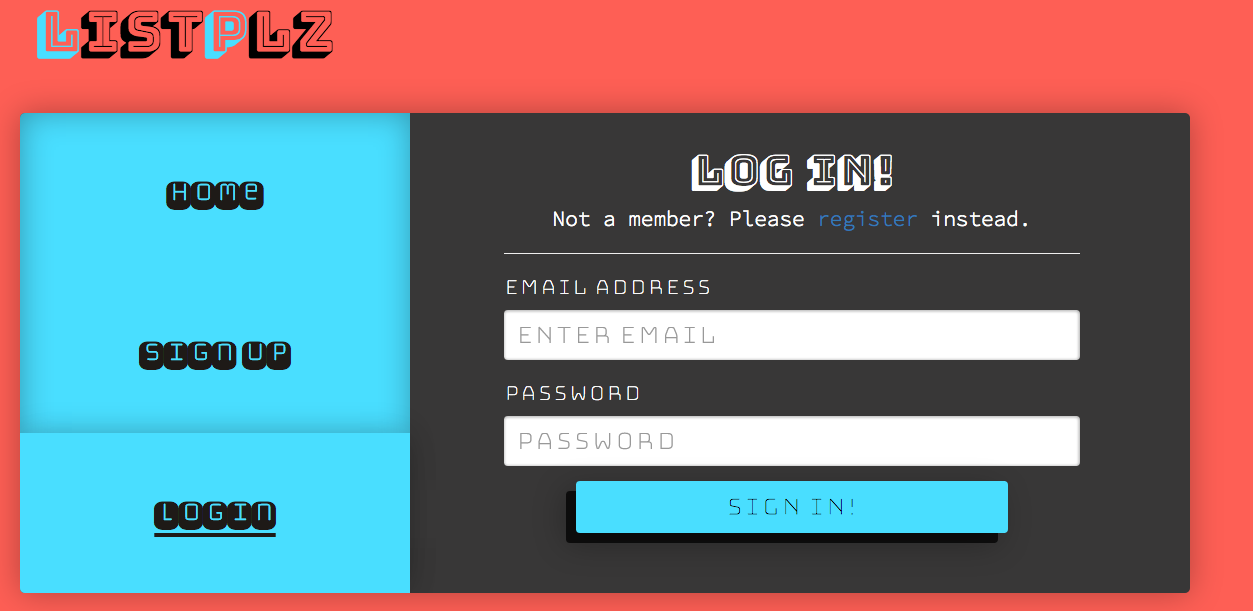 LISTPLZ
HOME
SIGN UP
LOGIN
LOG IN!
Not a member? Please register instead.
EMAIL ADDRESS
ENTER EMAIL
PASSWORD
PASSWORD
SIGN IN!